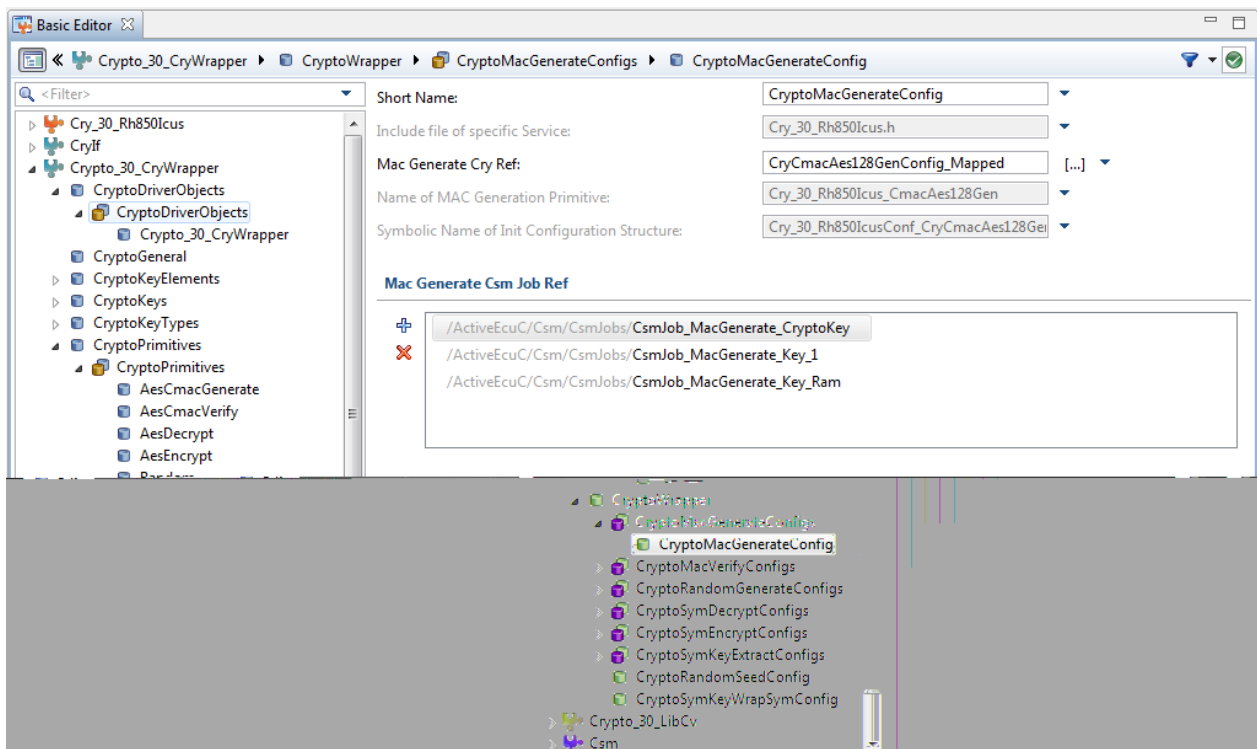 Basic Editor
« Crypto_30_CryWrapper CryptoWrapper CryptoMacGenerateConfigs CryptoMacGenerateConfig
<Filter>
Cry_30_Rh850Icus
CryIf
Crypto_30_CryWrapper
CryptoDriverObjects
CryptoDriverObjects
Crypto_30_CryWrapper
CryptoGeneral
CryptoKeyElements
CryptoKeys
CryptoKeyTypes
CryptoPrimitives
CryptoPrimitives
AesCmacGenerate
AesCmacVerify
AesDecrypt
AesEncrypt
Short Name: CryptoMacGenerateConfig
Include file of specific Service: Cry_30_Rh850Icus.h
Mac Generate Cry Ref: CryCmacAes128GenConfig_Mapped [...]
Name of MAC Generation Primitive: Cry_30_Rh850Icus_CmacAes128Gen
Symbolic Name of Init Configuration Structure: Cry_30_Rh850IcusConf_CryCmacAes128Ge
Mac Generate Csm Job Ref
/ActiveEcuC/Csm/CsmJobs/CsmJob_MacGenerate_CryptoKey
/ActiveEcuC/Csm/CsmJobs/CsmJob_MacGenerate_Key_1
/ActiveEcuC/Csm/CsmJobs/CsmJob_MacGenerate_Key_Ram
CryptoWrapper
CryptoMacGenerateConfigs
CryptoMacGenerateConfig
CryptoMacVerifyConfigs
CryptoRandomGenerateConfigs
CryptoSymDecryptConfigs
CryptoSymEncryptConfigs
CryptoSymKeyExtractConfigs
CryptoRandomSeedConfig
CryptoSymKeyWrapSymConfig
Crypto_30_LibCv
Csm